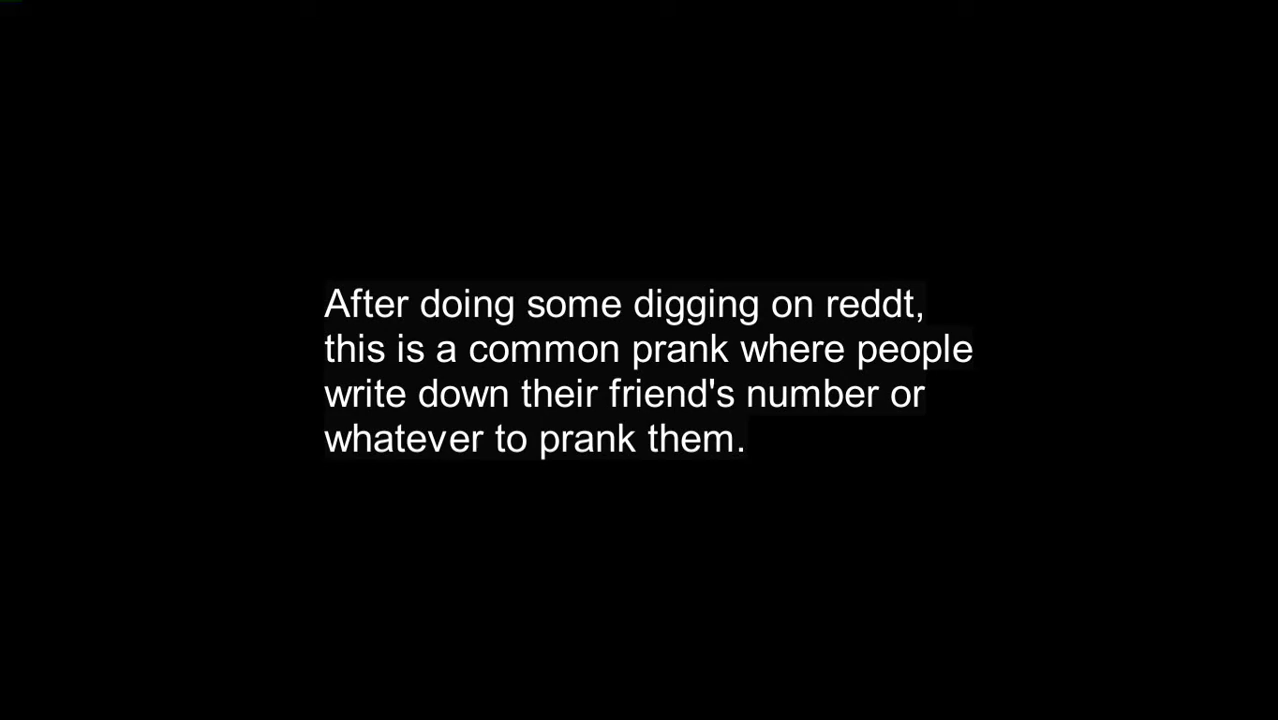 After doing some digging on reddt,
this is a common prank where people
write down their friend's number or
whatever to prank them.